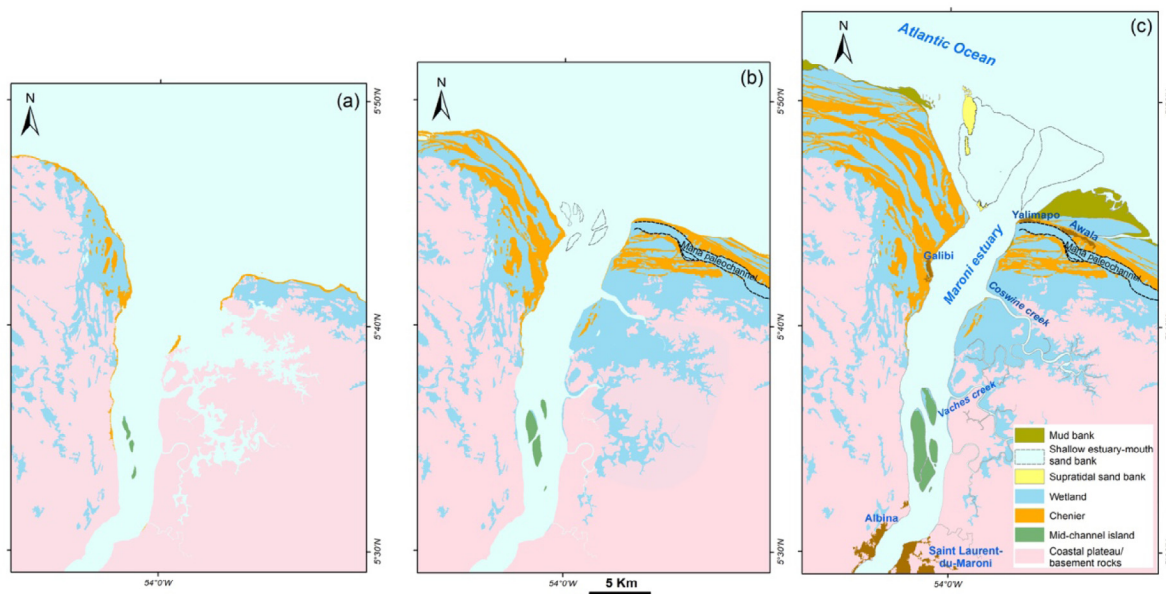 (a)
N
54°0'W
5°50'N
5°40'N
5°30'N
(b)
N
Mana paleochannel
54°0'W
5 Km
5°50'N
5°40'N
5°30'N
(c)
N
Atlantic Ocean
Yalimapo
Awala
Mana paleochannel
Galibi
Maroni estuary
Coswine creek
Vaches creek
Albina
Saint Laurent-
du-Maroni
54°0'W
Mud bank
Shallow estuary-mouth
sand bank
Supratidal sand bank
Wetland
Chenier
Mid-channel island
Coastal plateau/
basement rocks